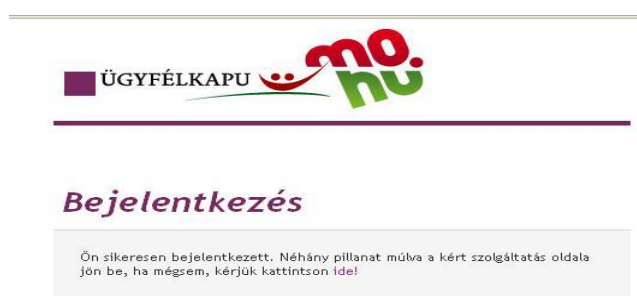 ÜGYFÉLKAPU
mo.
hu
Bejelentkezés
Ön sikeresen bejelentkezett. Néhány pillanat múlva a kért szolgáltatás oldala
jön be, ha mégsem, kérjük kattintson ide!